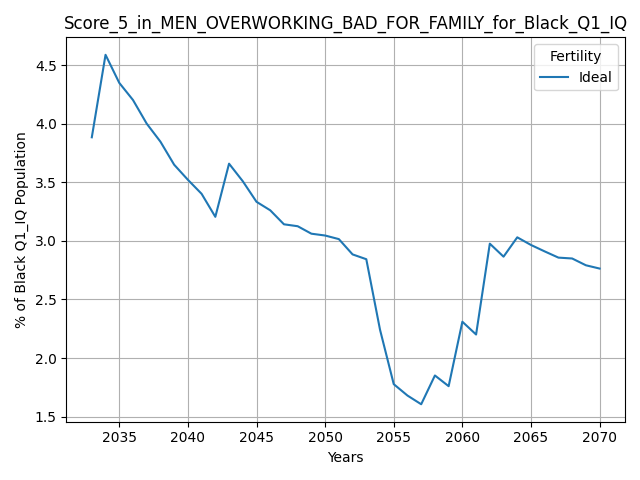 Score_5_in_MEN_OVERWORKING_BAD_FOR_FAMILY_for_Black_Q1_IQ
Fertility
Ideal
% of Black Q1_IQ Population
4.5
4.0
3.5
3.0
2.5
2.0
1.5
2035 2040 2045 2050 2055 2060 2065 2070
Years